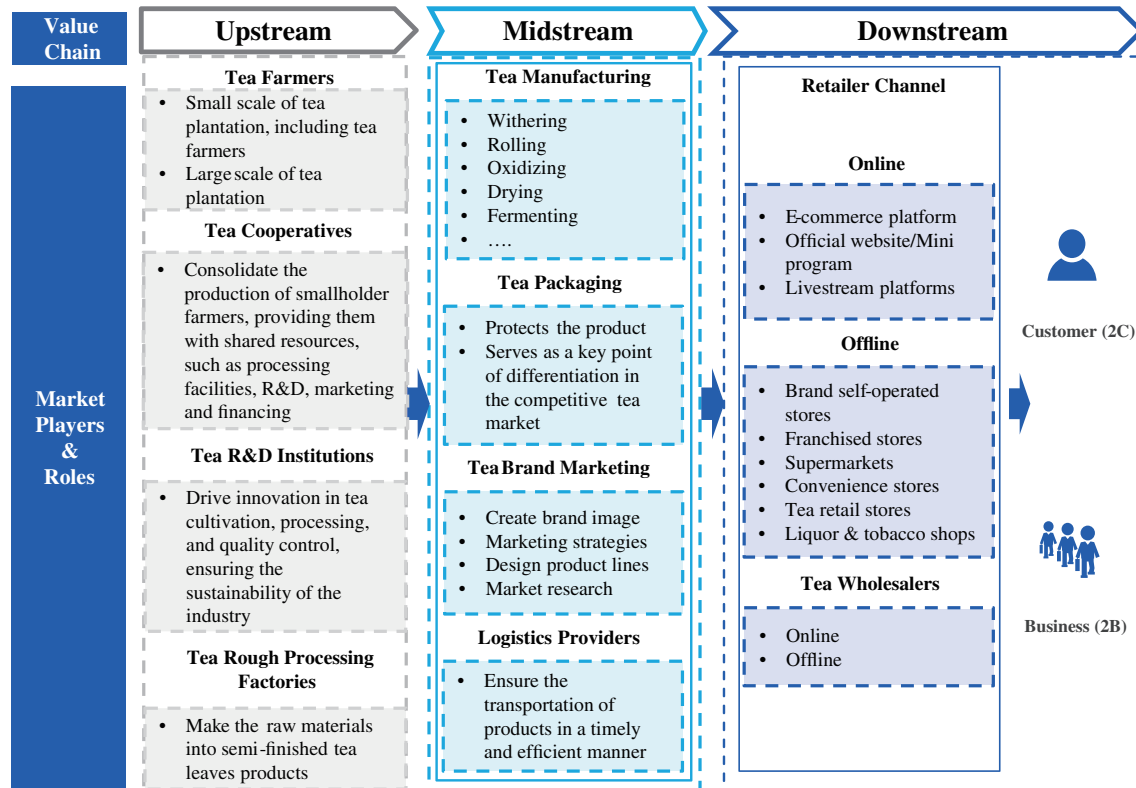 Value
Chain
Upstream
Midstream
Downstream
Market
Players
&
Roles
Tea Farmers
• Small scale of tea
plantation, including tea
farmers
• Large scale of tea
plantation
Tea Cooperatives
• Consolidate the
production of smallholder
farmers, providing them
with shared resources,
such as processing
facilities, R&D, marketing
and financing
Tea R&D Institutions
• Drive innovation in tea
cultivation, processing,
and quality control,
ensuring the
sustainability of the
industry
Tea Rough Processing
Factories
• Make the raw materials
into semi-finished tea
leaves products
Tea Manufacturing
• Withering
• Rolling
• Oxidizing
• Drying
• Fermenting
• ….
Tea Packaging
• Protects the product
• Serves as a key point
of differentiation in
the competitive tea
market
Tea Brand Marketing
• Create brand image
• Marketing strategies
• Design product lines
• Market research
Logistics Providers
• Ensure the
transportation of
products in a timely
and efficient manner
Retailer Channel
Online
• E-commerce platform
• Official website/Mini
program
• Livestream platforms
Offline
• Brand self-operated
stores
• Franchised stores
• Supermarkets
• Convenience stores
• Tea retail stores
• Liquor & tobacco shops
Tea Wholesalers
• Online
• Offline
Customer (2C)
Business (2B)